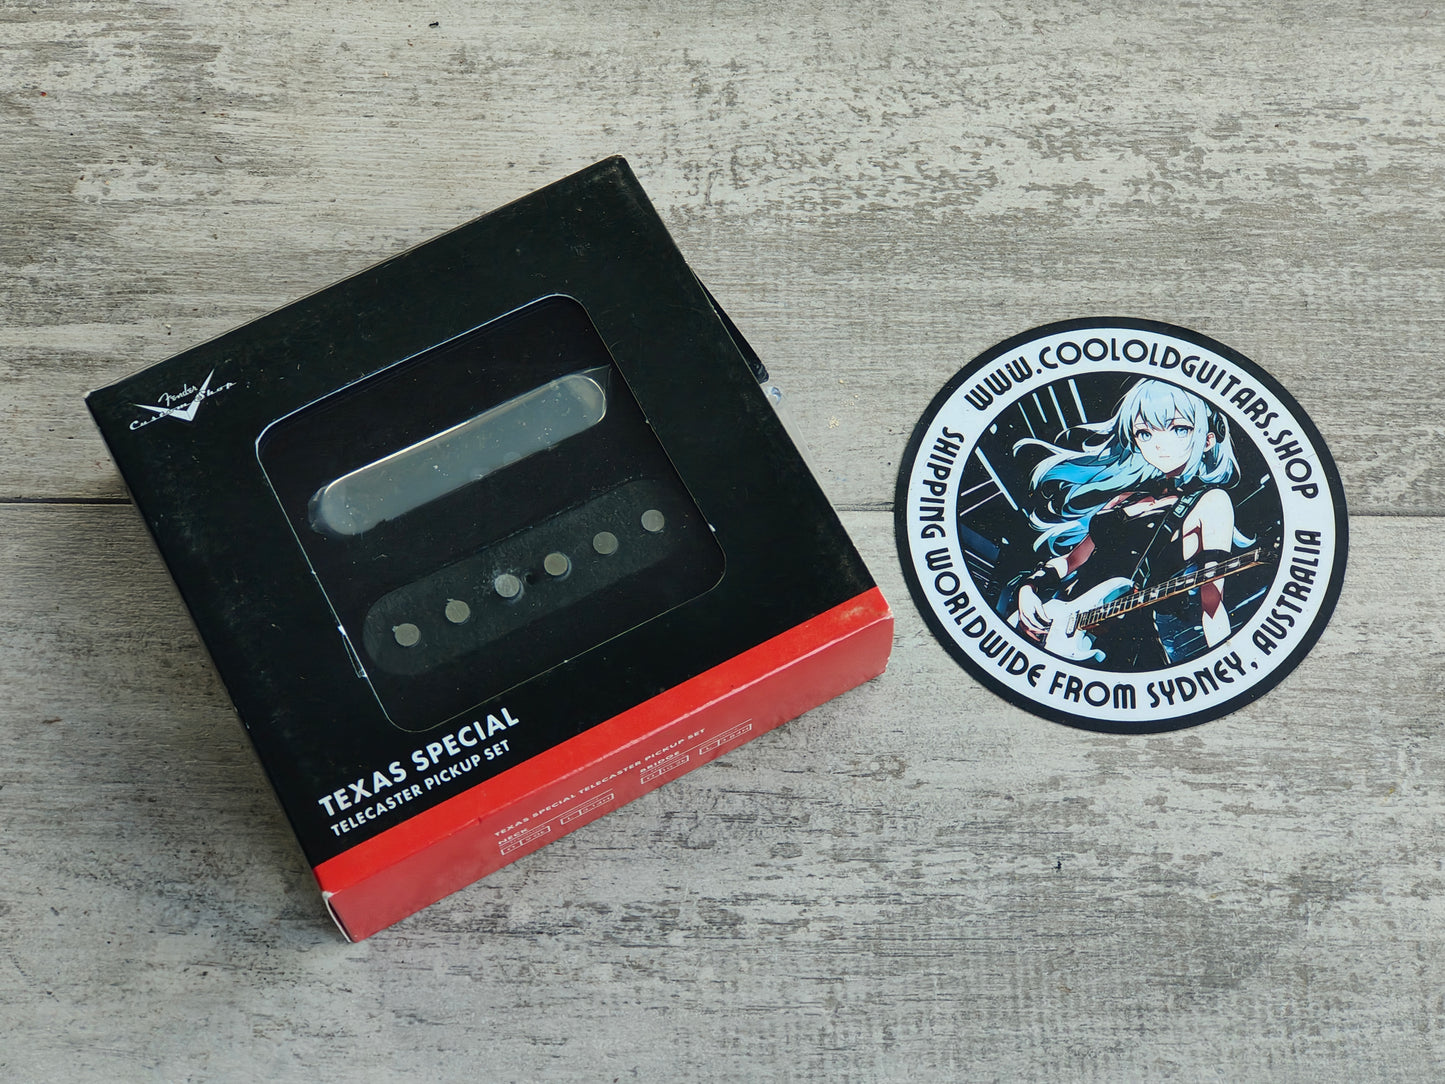 Fender
Custom Shop
TEXAS SPECIAL
TELECASTER PICKUP SET
TEXAS SPECIAL TELECASTER PICKUP SET
NECK
BRIDGE
WWW.COOLOLDGUITARS.SHOP
SHIPPING WORLDWIDE FROM SYDNEY, AUSTRALIA